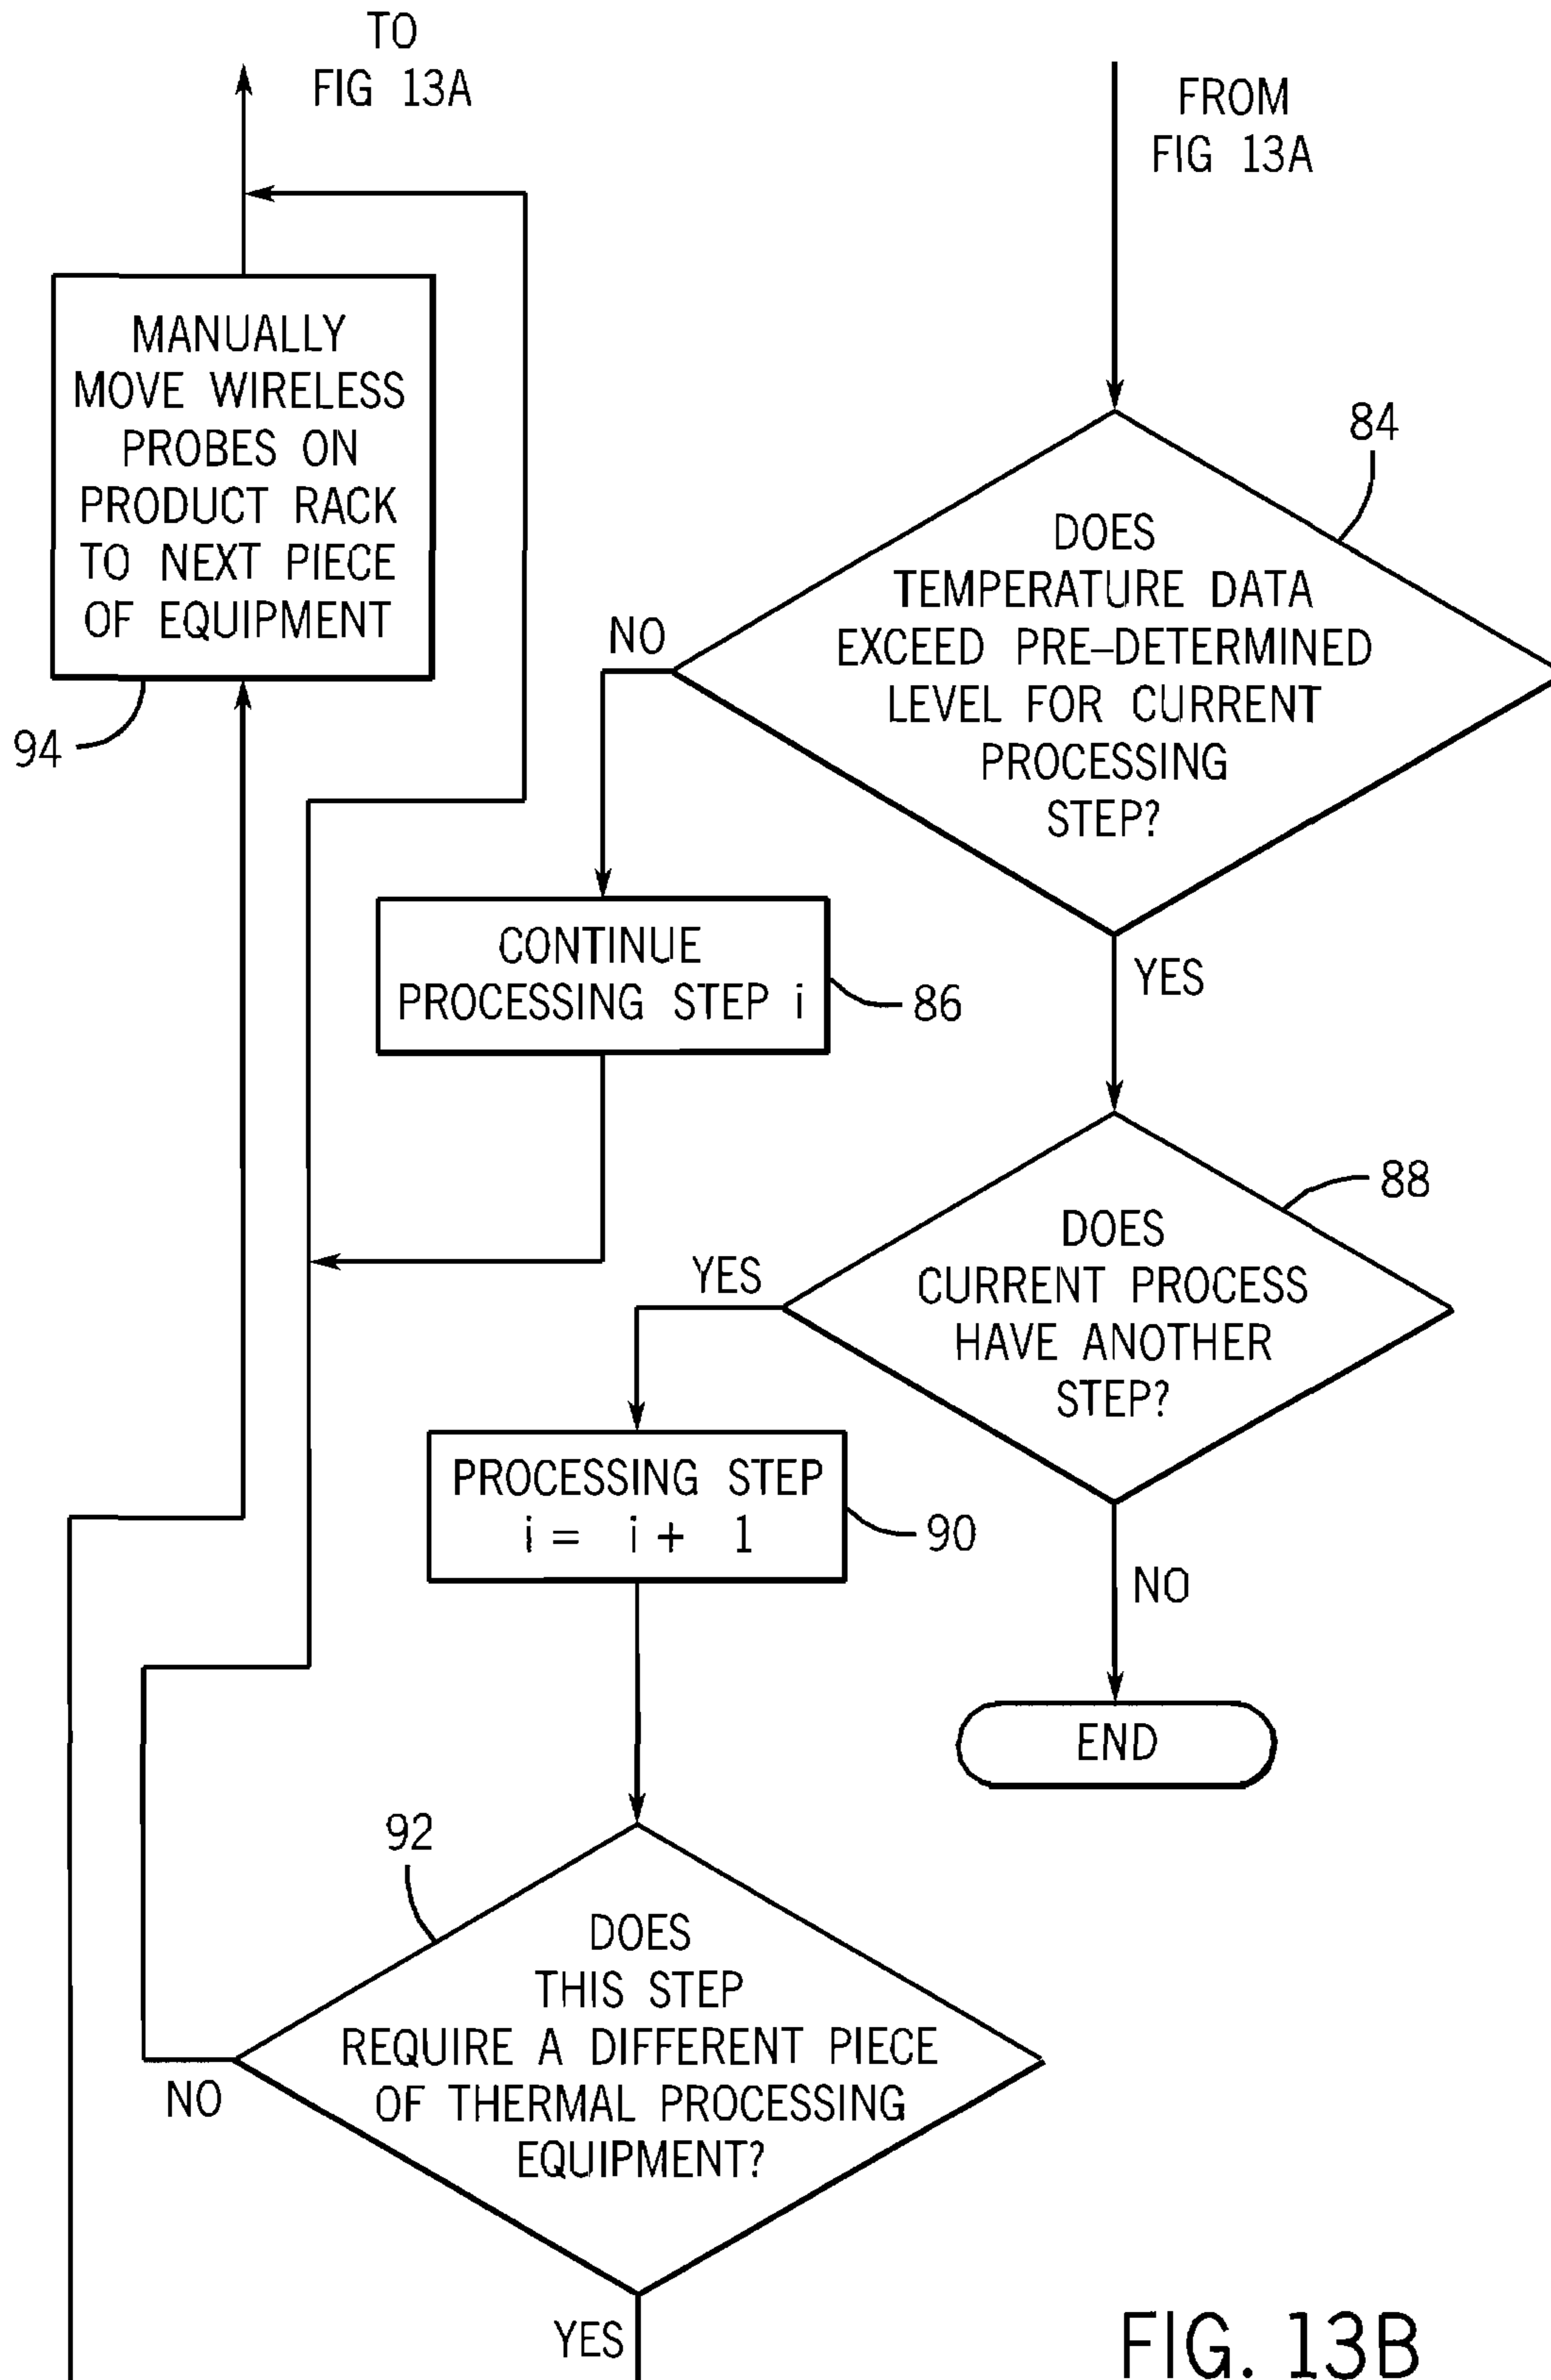 TO
FIG 13A
FROM
FIG 13A
MANUALLY
MOVE WIRELESS
PROBES ON
PRODUCT RACK
TO NEXT PIECE
OF EQUIPMENT
94
84
DOES
TEMPERATURE DATA
EXCEED PRE-DETERMINED
LEVEL FOR CURRENT
PROCESSING
STEP?
NO
YES
CONTINUE
PROCESSING STEP i
86
88
DOES
CURRENT PROCESS
HAVE ANOTHER
STEP?
YES
NO
PROCESSING STEP
i = i + 1
90
END
92
DOES
THIS STEP
REQUIRE A DIFFERENT PIECE
OF THERMAL PROCESSING
EQUIPMENT?
NO
YES
FIG. 13B